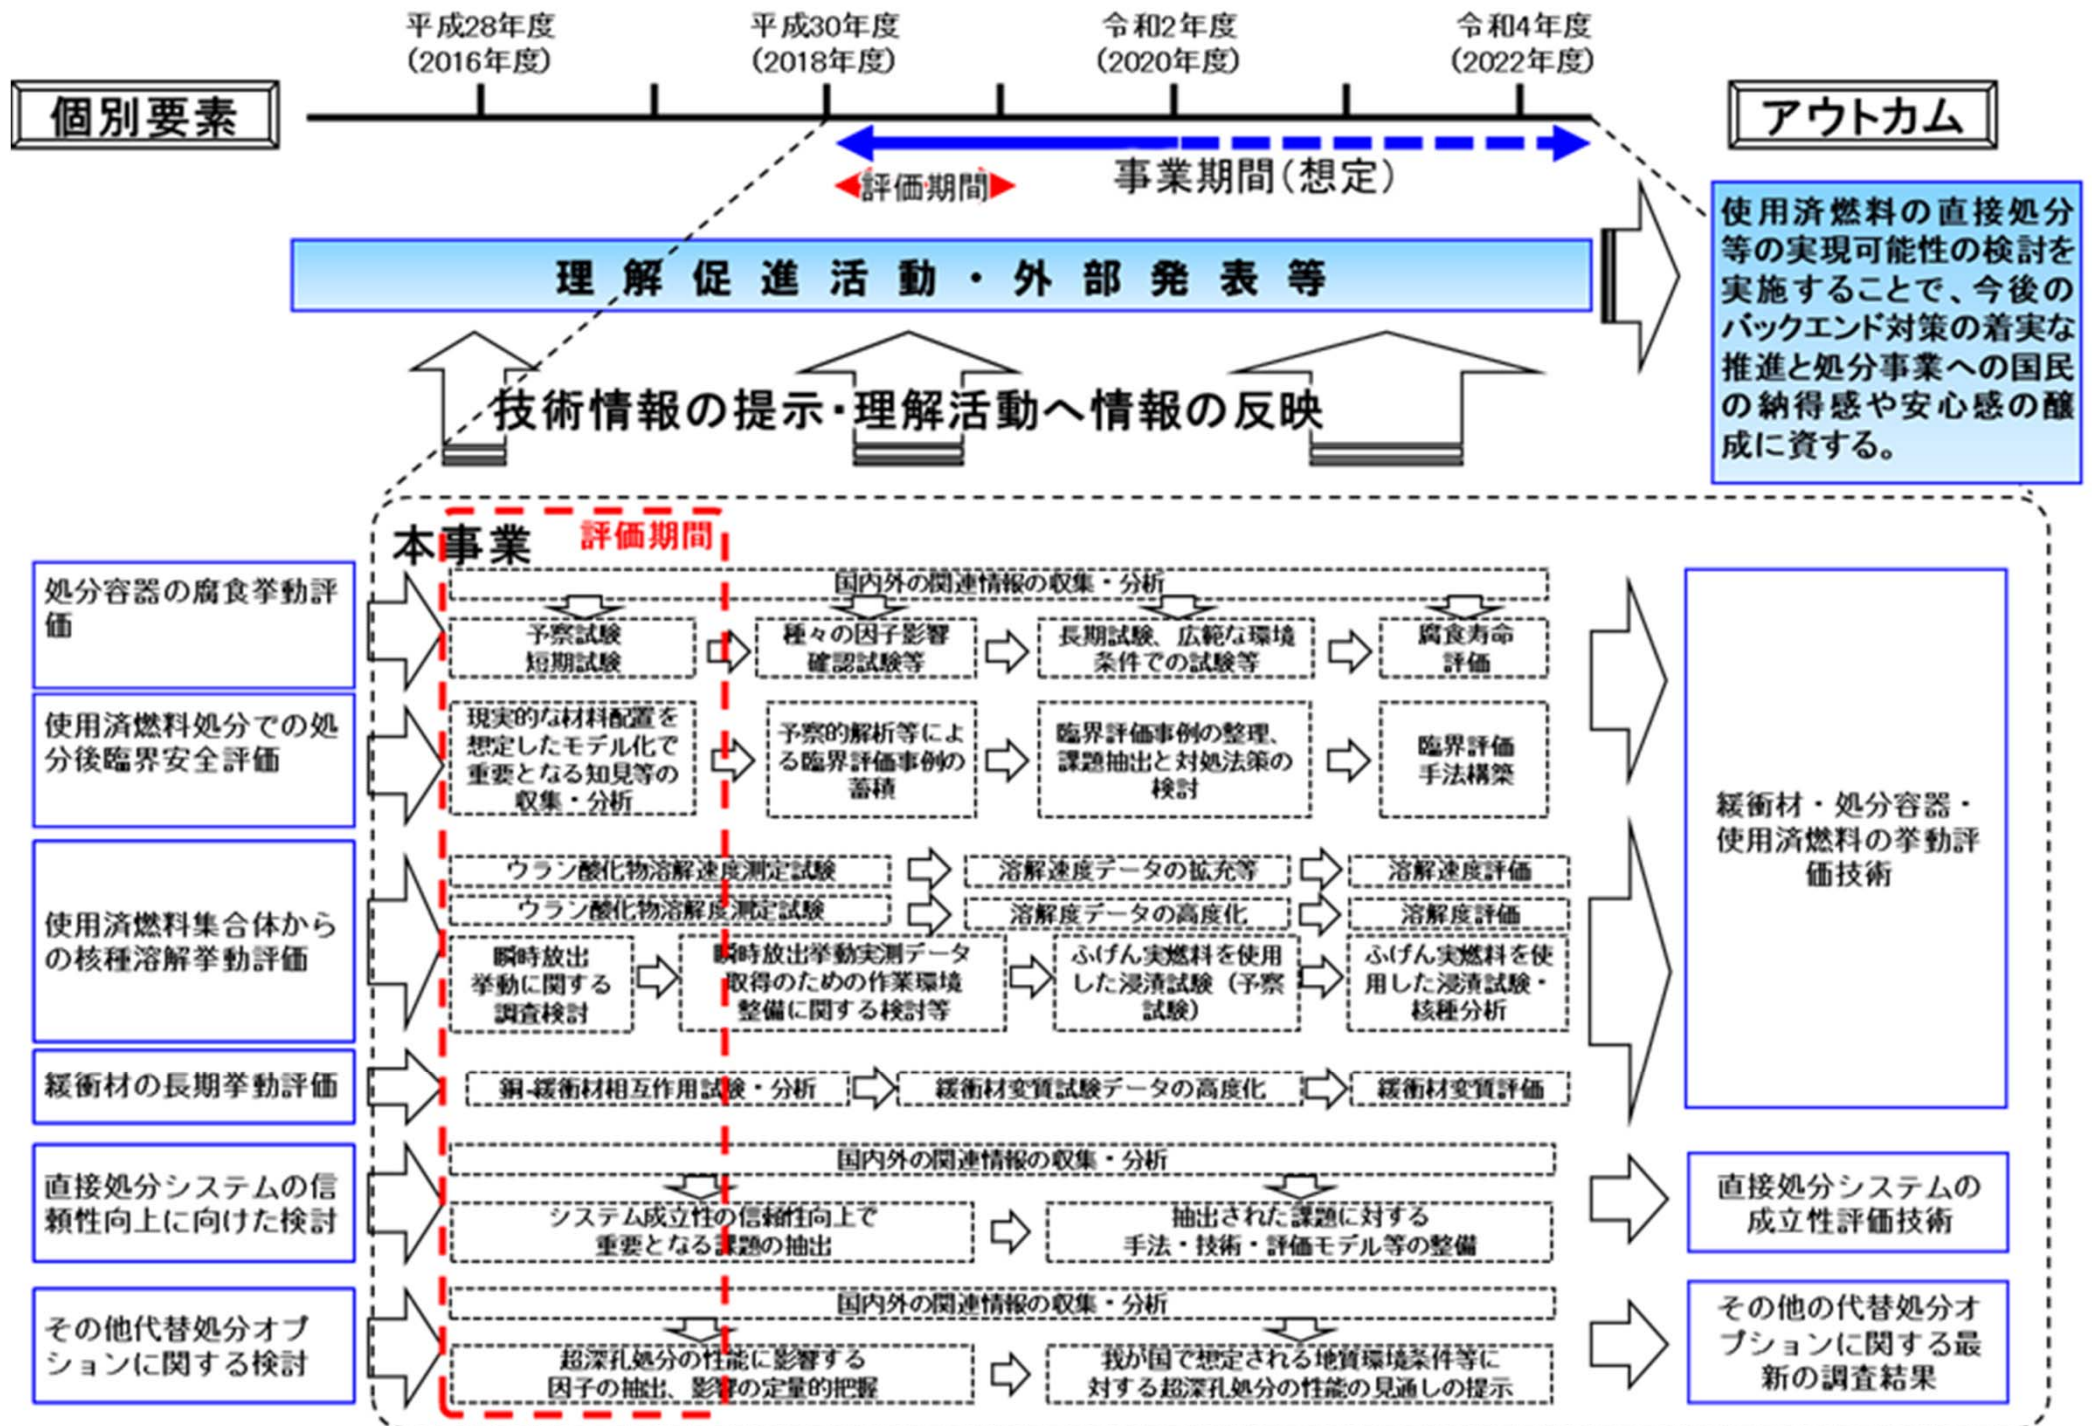 平成28年度
(2016年度)
平成30年度
(2018年度)
令和2年度
(2020年度)
令和4年度
(2022年度)
個別要素
アウトカム
事業期間(想定)
評価期間
理解促進活動・外部発表等
使用済燃料の直接処分
等の実現可能性の検討を
実施することで、今後の
バックエンド対策の着実な
推進と処分事業への国民
の納得感や安心感の醸
成に資する。
技術情報の提示・理解活動へ情報の反映
本事業
評価期間
処分容器の腐食挙動評
価
国内外の関連情報の収集・分析
予察試験
短期試験
種々の因子影響
確認試験等
長期試験、広範な環境
条件での試験等
腐食寿命
評価
使用済燃料処分での処
分後臨界安全評価
現実的な材料配置を
想定したモデル化で
重要となる知見等の
収集・分析
予察的解析等によ
る臨界評価事例の
蓄積
臨界評価事例の整理、
課題抽出と対処法策の
検討
臨界評価
手法構築
使用済燃料集合体から
の核種溶解挙動評価
ウラン酸化物溶解速度測定試験
溶解速度データの拡充等
溶解速度評価
ウラン酸化物溶解度測定試験
溶解度データの高度化
溶解度評価
瞬時放出
挙動に関する
調査検討
瞬時放出挙動実測データ
取得のための作業環境
整備に関する検討等
ふげん実燃料を使用
した浸漬試験（予察
試験）
ふげん実燃料を使
用した浸漬試験・
核種分析
緩衝材・処分容器・
使用済燃料の挙動評
価技術
緩衝材の長期挙動評価
銅-緩衝材相互作用試験・分析
緩衝材変質試験データの高度化
緩衝材変質評価
直接処分システムの信
頼性向上に向けた検討
国内外の関連情報の収集・分析
システム成立性の信頼性向上で
重要となる課題の抽出
抽出された課題に対する
手法・技術・評価モデル等の整備
直接処分システムの
成立性評価技術
その他代替処分オプ
ションに関する検討
国内外の関連情報の収集・分析
超深孔処分の性能に影響する
因子の抽出、影響の定量的把握
我が国で想定される地質環境条件等に
対する超深孔処分の性能の見通しの提示
その他の代替処分オ
プションに関する最
新の調査結果